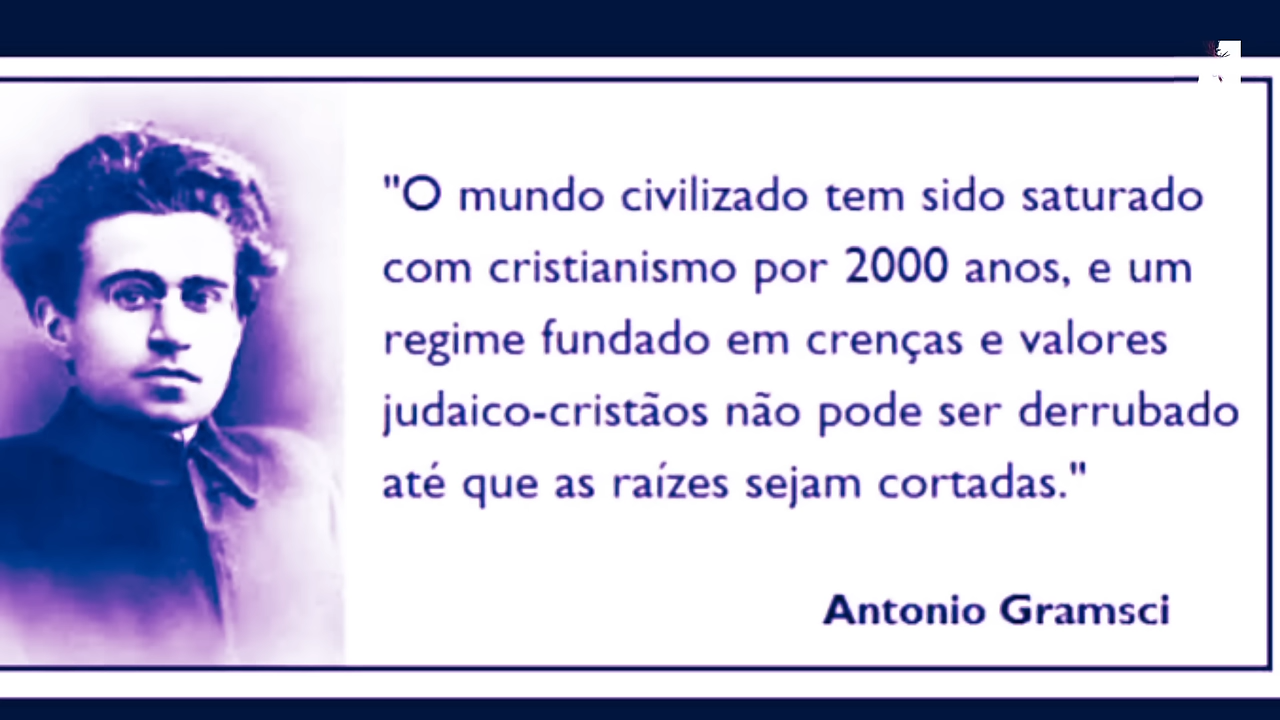 "O mundo civilizado tem sido saturado
com cristianismo por 2000 anos, e um
regime fundado em crenças e valores
judaico-cristãos não pode ser derrubado
até que as raízes sejam cortadas."
Antonio Gramsci